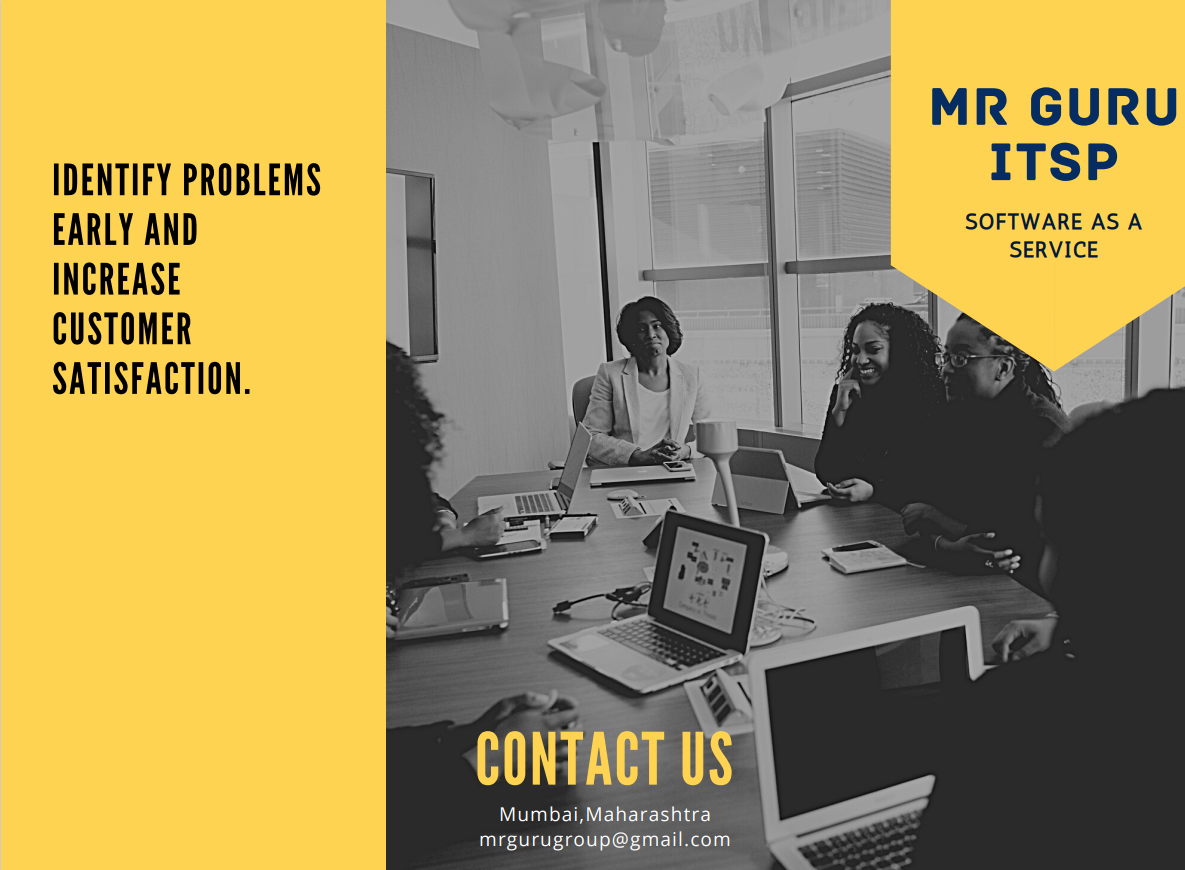 IDENTIFY PROBLEMS
EARLY AND
INCREASE
CUSTOMER
SATISFACTION.
MR GURU
ITSP
SOFTWARE AS A
SERVICE
CONTACT US
Mumbai,Maharashtra
mrgurugroup@gmail.com